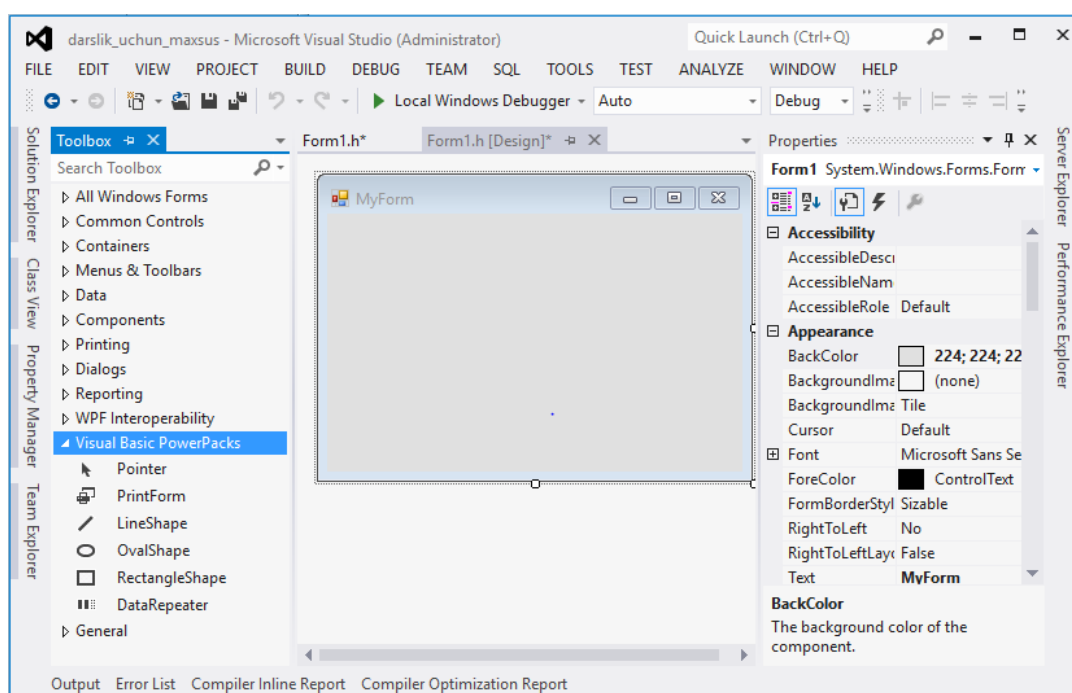 darslik_uchun_maxsus - Microsoft Visual Studio (Administrator)
Quick Launch (Ctrl+Q)
FILE EDIT VIEW PROJECT BUILD DEBUG TEAM SQL TOOLS TEST ANALYZE WINDOW HELP
Local Windows Debugger
Auto
Debug
Solution Explorer
Class View
Property Manager
Team Explorer
Toolbox
Search Toolbox
All Windows Forms
Common Controls
Containers
Menus & Toolbars
Data
Components
Printing
Dialogs
Reporting
WPF Interoperability
Visual Basic PowerPacks
Pointer
PrintForm
LineShape
OvalShape
RectangleShape
DataRepeater
General
Form1.h*
Form1.h [Design]*
MyForm
Properties
Form1 System.Windows.Forms.Form
Accessibility
AccessibleDescr
AccessibleNam
AccessibleRole Default
Appearance
BackColor 224; 224; 22
BackgroundIma (none)
BackgroundIma Tile
Cursor Default
Font Microsoft Sans Se
ForeColor ControlText
FormBorderStyl Sizable
RightToLeft No
RightToLeftLay False
Text MyForm
BackColor
The background color of the
component.
Server Explorer
Performance Explorer
Output Error List Compiler Inline Report Compiler Optimization Report